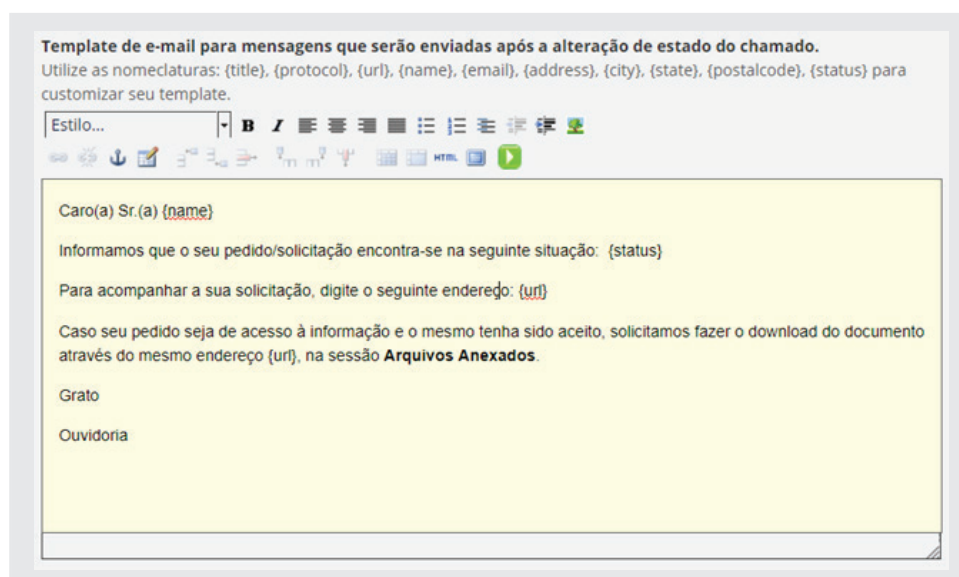 Template de e-mail para mensagens que serão enviadas após a alteração de estado do chamado.
Utilize as nomeclaturas: {title}, {protocol}, {url}, {name}, {email}, {address}, {city}, {state}, {postalcode}, {status} para
customizar seu template.
Estilo...
B I
HTML
Caro(a) Sr.(a) {name}
Informamos que o seu pedido/solicitação encontra-se na seguinte situação: {status}
Para acompanhar a sua solicitação, digite o seguinte endereço: {url}
Caso seu pedido seja de acesso à informação e o mesmo tenha sido aceito, solicitamos fazer o download do documento
através do mesmo endereço {url}, na sessão Arquivos Anexados.
Grato
Ouvidoria